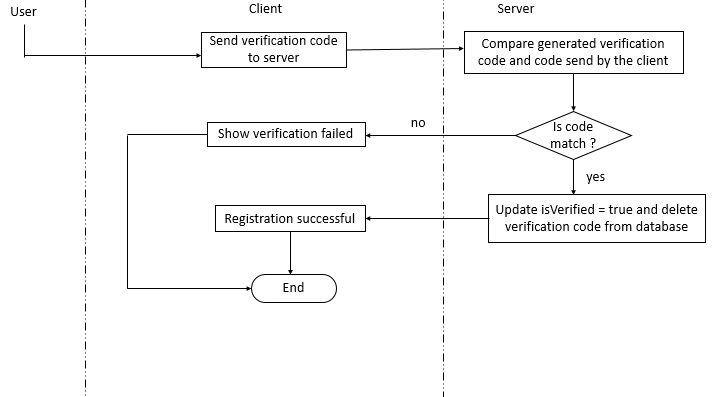 User
Client
Server
Send verification code
to server
Compare generated verification
code and code send by the client
Is code
match ?
no
Show verification failed
yes
Update isVerified = true and delete
verification code from database
Registration successful
End